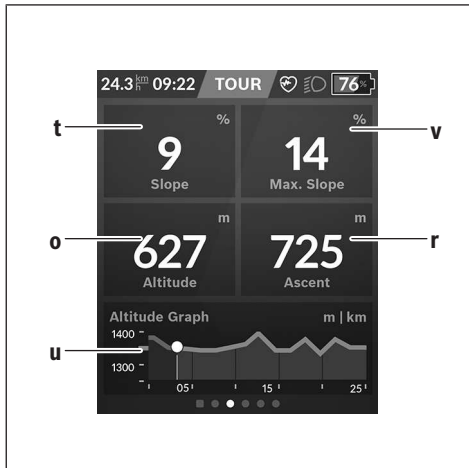 24.3 km/h 09:22 TOUR 76%
t % % v
9 14
Slope Max. Slope
o m m r
627 725
Altitude Ascent
Altitude Graph m | km
1400
u
1300
05 15 25